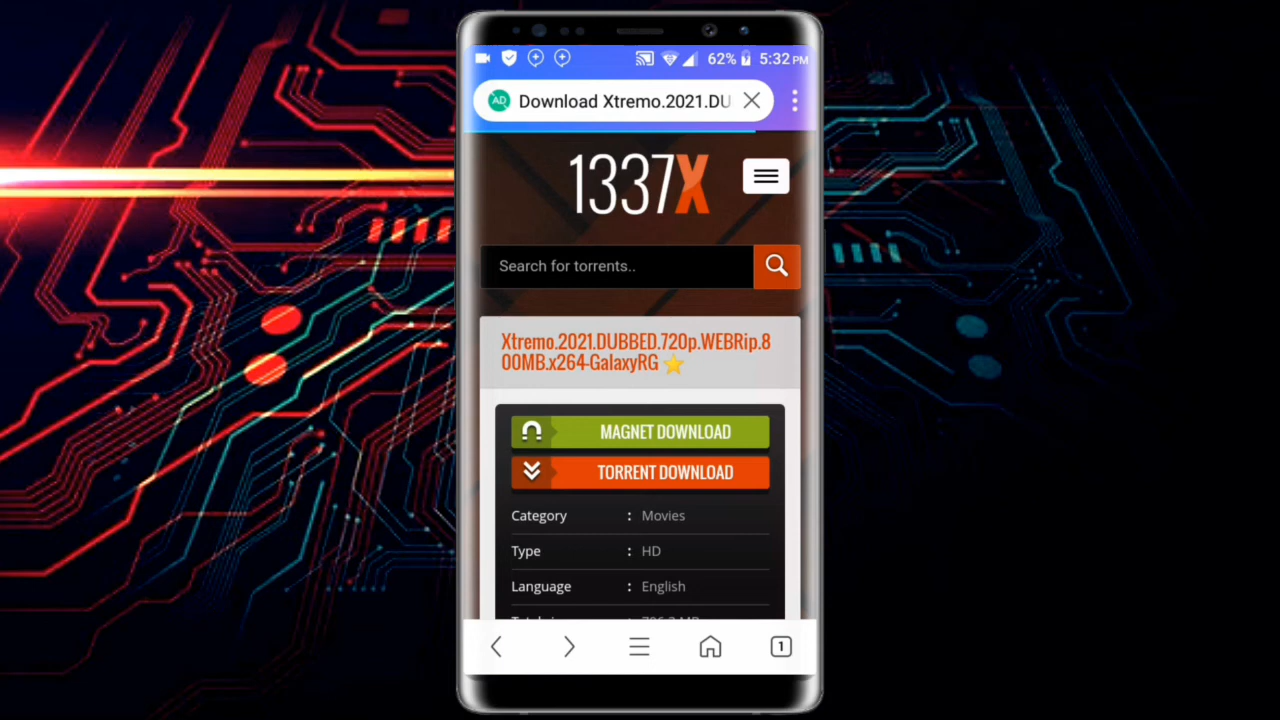 62% 5:32 PM
AD Download Xtremo.2021.DU
1337X
Search for torrents..
Xtremo.2021.DUBBED.720p.WEBRip.8
00MB.x264-GalaxyRG
MAGNET DOWNLOAD
TORRENT DOWNLOAD
Category : Movies
Type : HD
Language : English
1